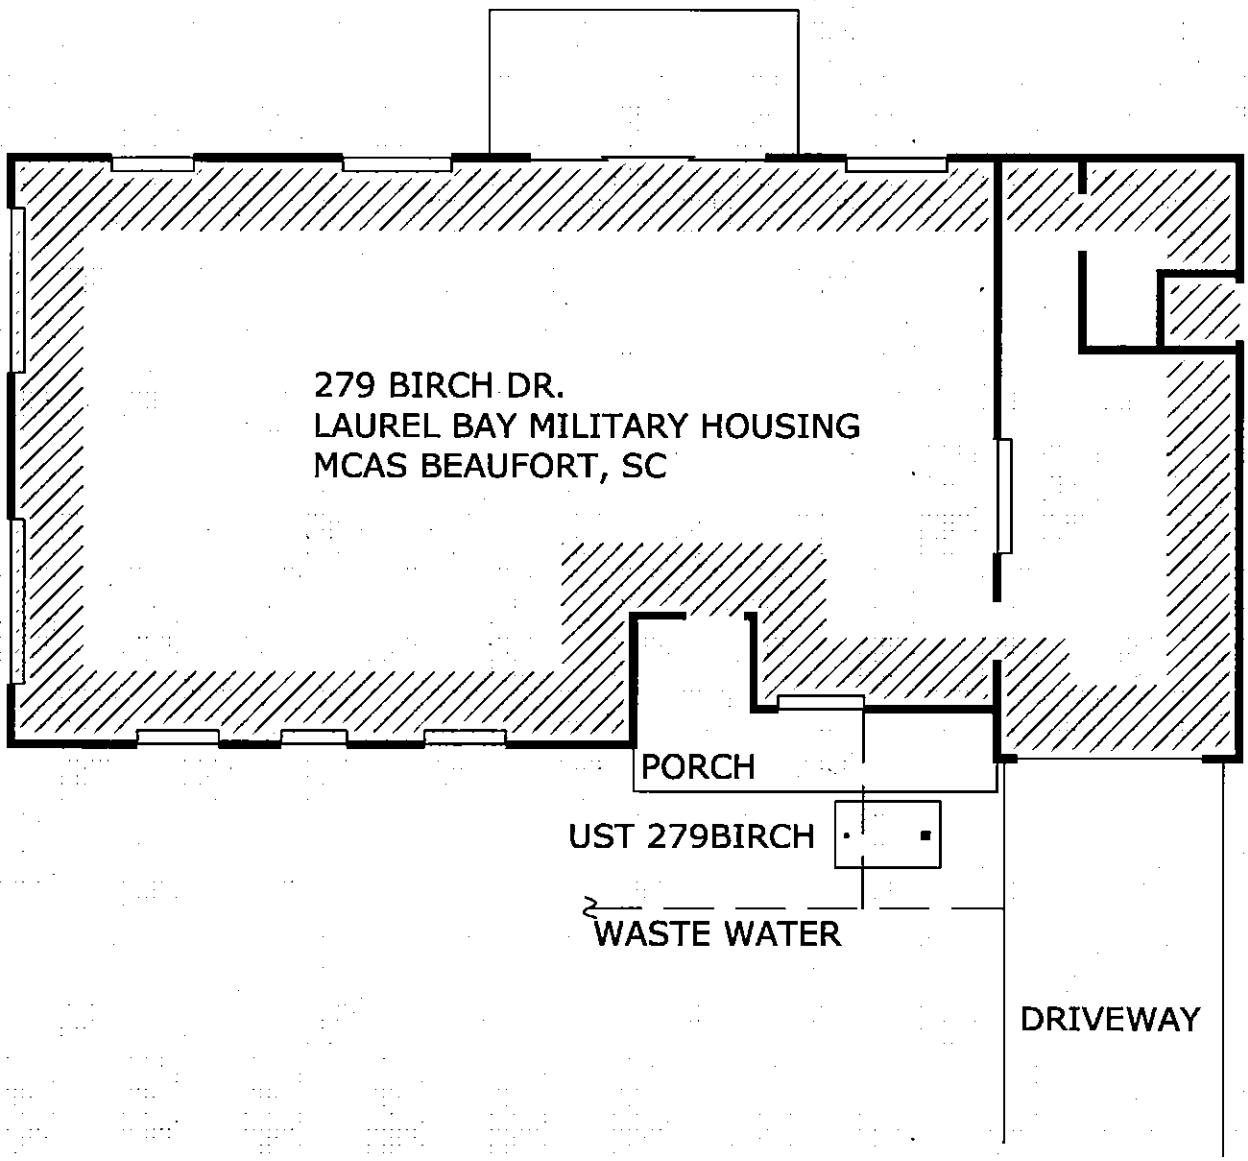 279 BIRCH DR.
LAUREL BAY MILITARY HOUSING
MCAS BEAUFORT, SC
PORCH
UST 279BIRCH
WASTE WATER
DRIVEWAY